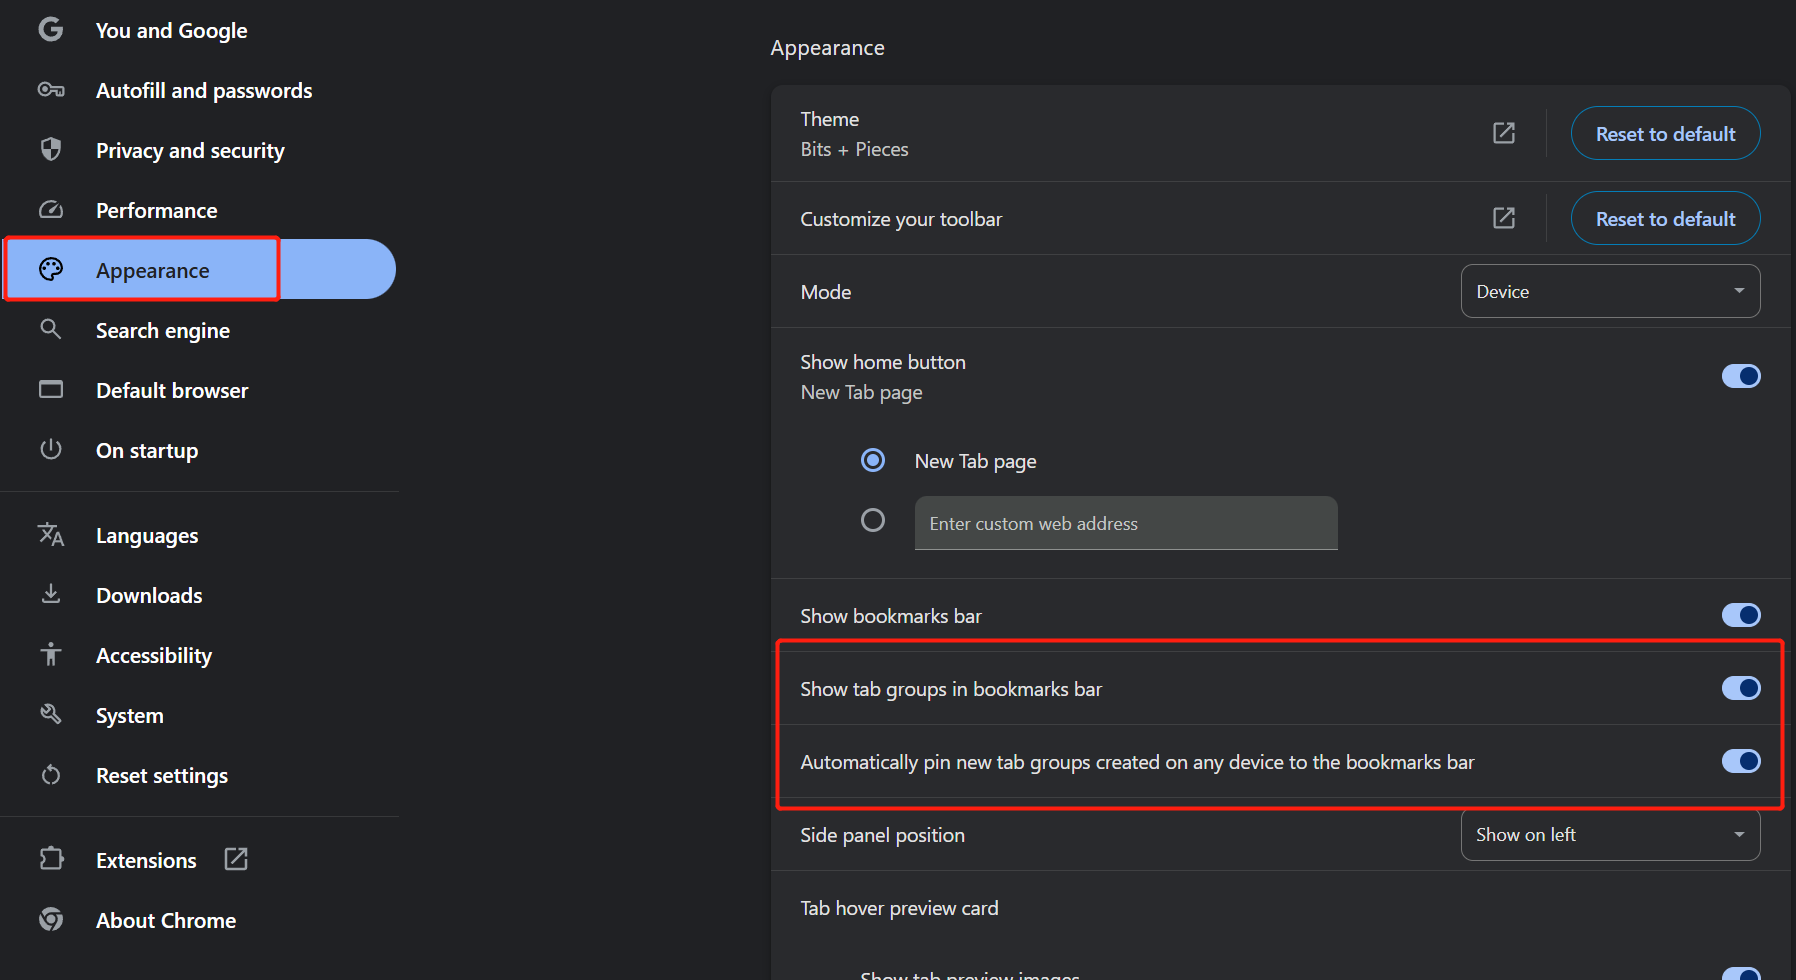 You and Google
Autofill and passwords
Privacy and security
Performance
Appearance
Search engine
Default browser
On startup
Languages
Downloads
Accessibility
System
Reset settings
Extensions
About Chrome
Appearance
Theme
Bits + Pieces
Reset to default
Customize your toolbar
Reset to default
Mode
Device
Show home button
New Tab page
New Tab page
Enter custom web address
Show bookmarks bar
Show tab groups in bookmarks bar
Automatically pin new tab groups created on any device to the bookmarks bar
Side panel position
Show on left
Tab hover preview card
Show tab preview images